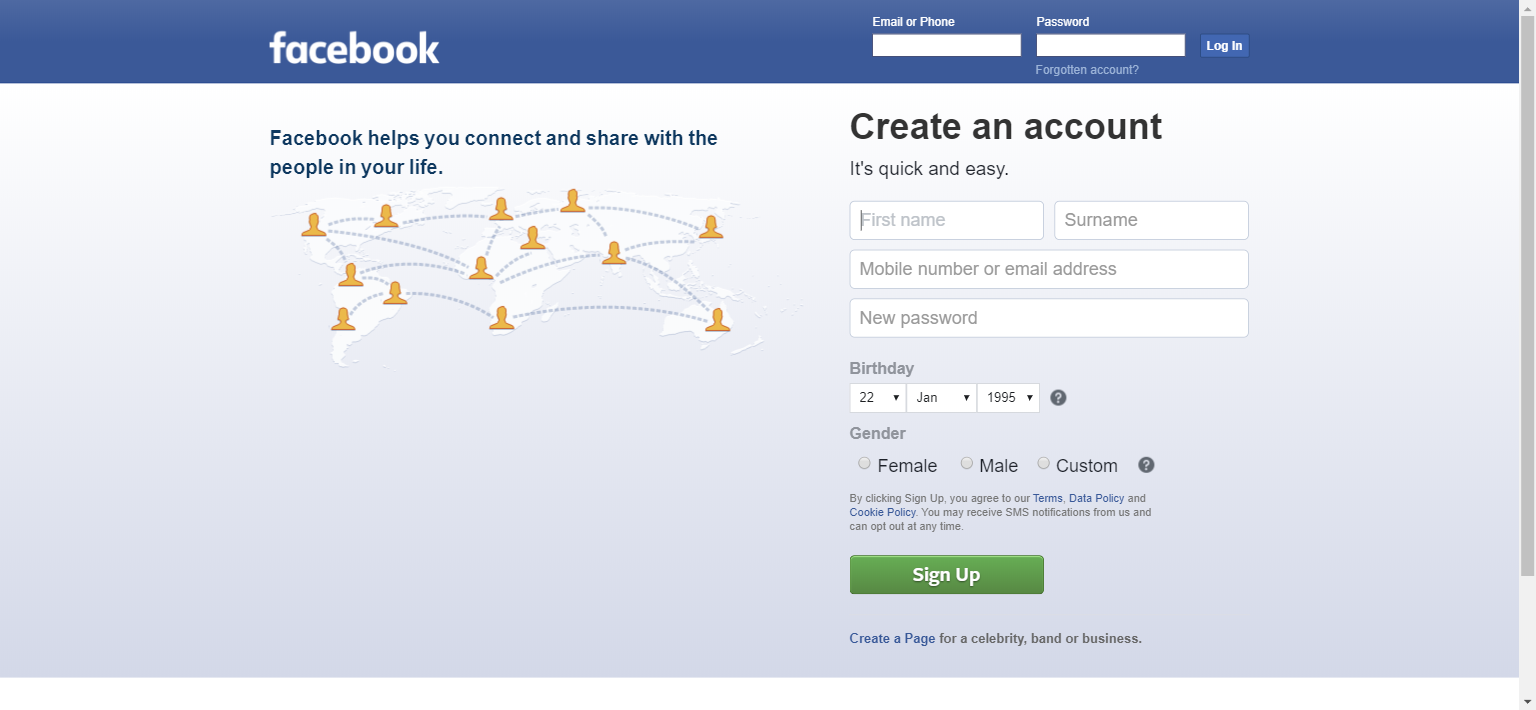 facebook
Email or Phone
Password
Log In
Forgotten account?
Facebook helps you connect and share with the
people in your life.
Create an account
It's quick and easy.
First name
Surname
Mobile number or email address
New password
Birthday
22
Jan
1995
?
Gender
Female
Male
Custom
?
By clicking Sign Up, you agree to our Terms, Data Policy and
Cookie Policy. You may receive SMS notifications from us and
can opt out at any time.
Sign Up
Create a Page for a celebrity, band or business.